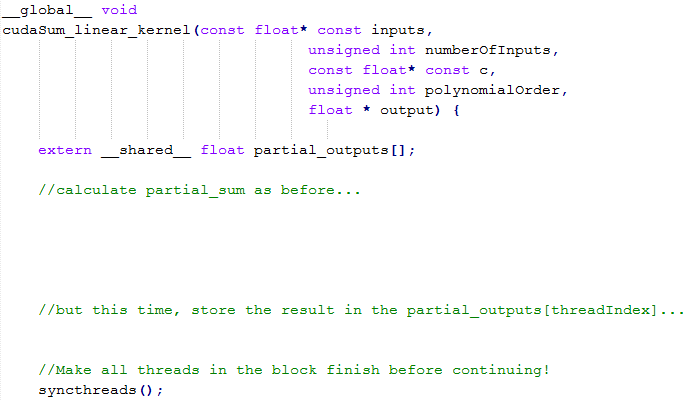 __global__ void
cudaSum_linear_kernel(const float* const inputs,
unsigned int numberOfInputs,
const float* const c,
unsigned int polynomialOrder,
float * output) {
extern __shared__ float partial_outputs[];
//calculate partial_sum as before...
//but this time, store the result in the partial_outputs[threadIndex]...
//Make all threads in the block finish before continuing!
syncthreads();